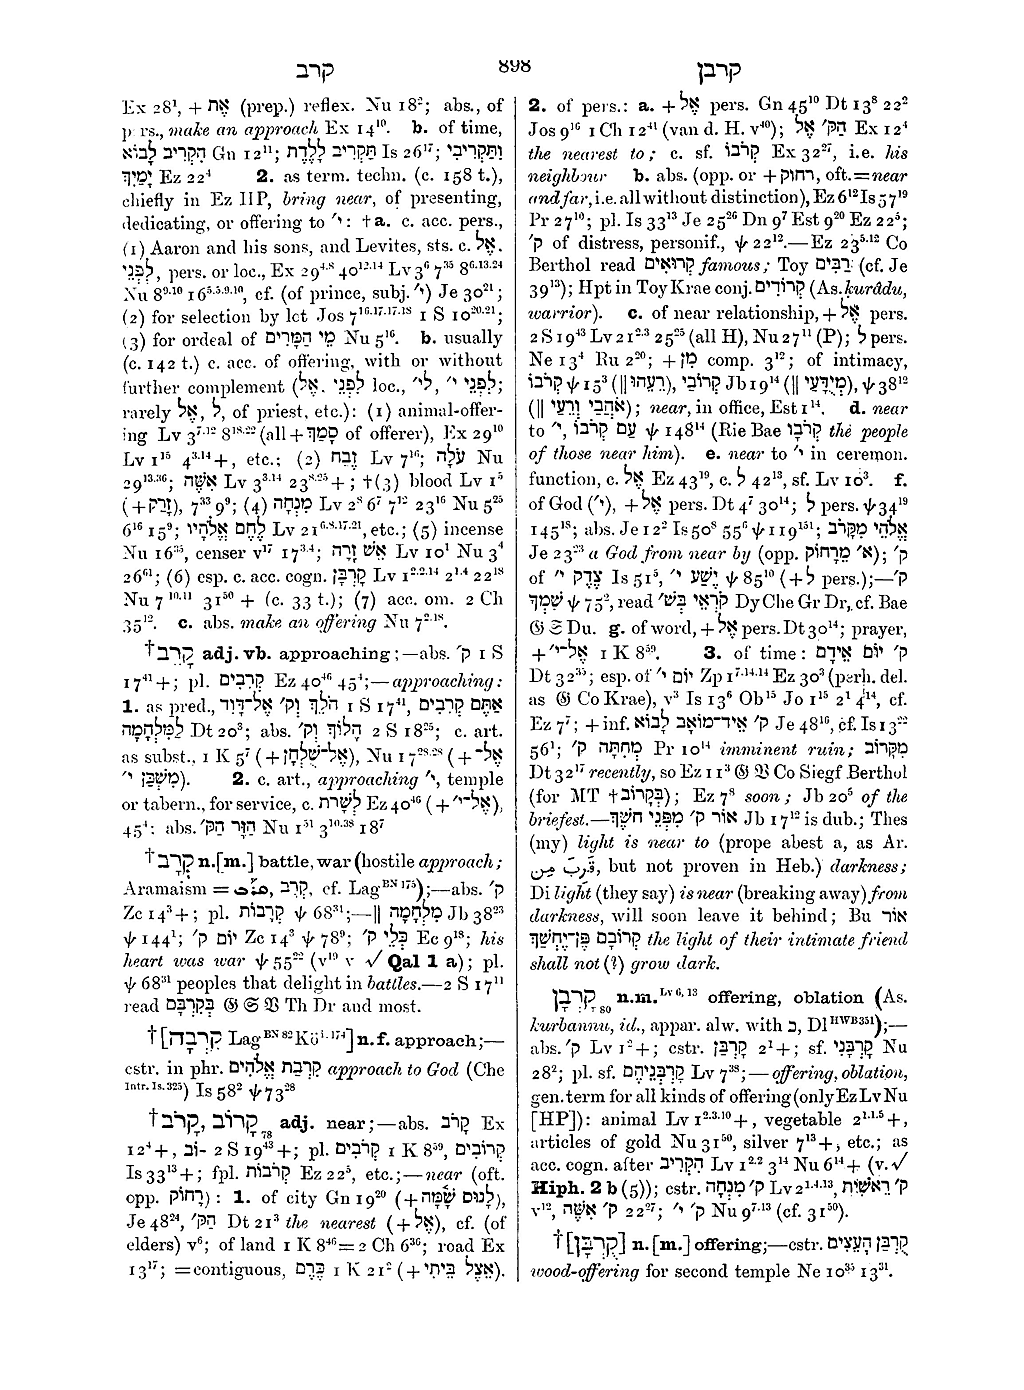 קרב
898
קרבן
Ex 28¹, + אֶת (prep.) reflex. Nu 18²; abs., of
make an approach Ex 14¹⁰. b. of time,
הִקְרִיב לָבוֹא Gn 12¹¹; תַּקְרִיב לָלֶדֶת Is 26¹⁷; וַתַּקְרִיבִי
יָמַיִךְ Ez 22⁴ 2. as term. techn. (c. 158 t.),
chiefly in Ez HP, bring near, of presenting,
dedicating, or offering to י׳: †a. c. acc. pers.,
(1) Aaron and his sons, and Levites, sts. c. אֶל,
לִפְנֵי, pers. or loc., Ex 29⁴·⁸ 40¹²·¹⁴ Lv 3⁶ 7³⁵ 8⁶·¹³·²⁴
Nu 8⁹·¹⁰ 16⁵·⁵·⁹·¹⁰, cf. (of prince, subj. י׳) Je 30²¹;
(2) for selection by lot Jos 7¹⁶·¹⁷·¹⁷·¹⁸ 1 S 10²⁰·²¹;
(3) for ordeal of מֵי הַמָּרִים Nu 5¹⁶. b. usually
(c. 142 t.) c. acc. of offering, with or without
further complement (אֶל, לִפְנֵי loc., לי׳, לִפְנֵי י׳;
rarely אֶל, לְ, of priest, etc.): (1) animal-offer-
ing Lv 3⁷·¹² 8¹⁸·²² (all + סָמַךְ of offerer), Ex 29¹⁰
Lv 1¹⁵ 4³·¹⁴ +, etc.; (2) זֶבַח Lv 7¹⁶; עֹלָה Nu
29¹³·³⁶; אִשֶּׁה Lv 3³·¹⁴ 23⁸·²⁵ + ; †(3) blood Lv 1⁵
(+ זָרַק), 7³³ 9⁹; (4) מִנְחָה Lv 2⁸ 6⁷ 7¹² 23¹⁶ Nu 5²⁵
6¹⁶ 15⁹; לֶחֶם אֱלֹהָיו Lv 21⁶·⁸·¹⁷·²¹, etc.; (5) incense
Nu 16³⁵, censer v¹⁷ 17³·⁴; אֵשׁ זָרָה Lv 10¹ Nu 3⁴
26⁶¹; (6) esp. c. acc. cogn. קָרְבָּן Lv 1²·²·¹⁴ 2¹·⁴ 22¹⁸
Nu 7¹⁰·¹¹ 31⁵⁰ + (c. 33 t.); (7) acc. om. 2 Ch
35¹². c. abs. make an offering Nu 7²·¹⁸.
†קָרֵב adj. vb. approaching;—abs. ק׳ 1 S
17⁴¹ +; pl. קְרֵבִים Ez 40⁴⁶ 45⁴;—approaching:
1. as pred., הֹלֵךְ וְק׳ אֶל־דָּוִד 1 S 17⁴¹, אַתֶּם קְרֵבִים
לַמִּלְחָמָה Dt 20³; abs. הָלוֹךְ וְק׳ 2 S 18²⁵; c. art.
as subst., 1 K 5⁷ (+ אֶל־שֻׁלְחָן), Nu 17²⁸·²⁸ (+ אֶל־
מִשְׁכַּן י׳). 2. c. art., approaching י׳, temple
or tabern., for service, c. לְשָׁרֵת Ez 40⁴⁶ (+ אֶל־י׳),
45⁴: abs. הַזָּר הַקּ׳ Nu 1⁵¹ 3¹⁰·³⁸ 18⁷
†קְרָב n.[m.] battle, war (hostile approach;
Aramaism = קְרָב, cf. Lag BN 175);—abs. ק׳
Zc 14³ + ; pl. קְרָבוֹת ψ 68³¹;—‖ מִלְחָמָה Jb 38²³
ψ 144¹; יוֹם ק׳ Zc 14³ ψ 78⁹; כְּלֵי ק׳ Ec 9¹⁸; his
heart was war ψ 55²² (v¹⁹ v √ Qal 1 a); pl.
ψ 68³¹ peoples that delight in battles.—2 S 17¹¹
read בְּקִרְבָּם 𝔊 𝔖 𝔙 Th Dr and most.
†[קִרְבָה Lag BN 82 Kö i. 174] n.f. approach;—
cstr. in phr. קִרְבַת אֱלֹהִים approach to God (Che
Intr. Is. 325) Is 58² ψ 73²⁸
†קָרוֹב, קָרֹב 78 adj. near;—abs. קָרֹב Ex
12⁴ +, וֹב- 2 S 19⁴³ +; pl. קְרֹבִים 1 K 8⁵⁹, קְרוֹבִים
Is 33¹³ +; fpl. קְרֹבוֹת Ez 22⁵, etc.;—near (oft.
opp. רָחוֹק): 1. of city Gn 19²⁰ (+ לָנוּס שָׁמָּה),
Je 48²⁴, הַקּ׳ Dt 21³ the nearest (+ אֶל), cf. (of
elders) v⁶; of land 1 K 8⁴⁶ = 2 Ch 6³⁶; road Ex
13¹⁷; = contiguous, כֶּרֶם 1 K 21² (+ אֵצֶל בֵּיתִי).
2. of pers.: a. + אֶל pers. Gn 45¹⁰ Dt 13⁸ 22²
Jos 9¹⁶ 1 Ch 12⁴¹ (van d. H. v⁴⁰); הַקּ׳ אֶל Ex 12⁴
the nearest to; c. sf. קְרֹבוֹ Ex 32²⁷, i.e. his
neighbour b. abs. (opp. or + רחוק, oft. = near
and far, i.e. all without distinction), Ez 6¹² Is 57¹⁹
Pr 27¹⁰; pl. Is 33¹³ Je 25²⁶ Dn 9⁷ Est 9²⁰ Ez 22⁵;
ק׳ of distress, personif., ψ 22¹².—Ez 23⁵·¹² Co
Berthol read קְרוּאִים famous; Toy רַבִּים (cf. Je
39¹³); Hpt in Toy Krae conj. קְרוֹדִים (As. kurâdu,
warrior). c. of near relationship, + אֶל pers.
2 S 19⁴³ Lv 21²·³ 25²⁵ (all H), Nu 27¹¹ (P); לְ pers.
Ne 13⁴ Ru 2²⁰; + מִן comp. 3¹²; of intimacy,
קְרֹבוֹ ψ 15³ (‖ רֵעֵהוּ), קְרוֹבַי Jb 19¹⁴ (‖ מְיֻדָּעַי), ψ 38¹²
(‖ אֹהֲבַי וְרֵעַי); near, in office, Est 1¹⁴. d. near
to י׳, עַם קְרֹבוֹ ψ 148¹⁴ (Rie Bae קְרֹבָו the people
of those near him). e. near to י׳ in ceremon.
function, c. אֶל Ez 43¹⁹, c. לְ 42¹³, sf. Lv 10³. f.
of God (י׳), + אֶל pers. Dt 4⁷ 30¹⁴; לְ pers. ψ 34¹⁹
145¹⁸; abs. Je 12² Is 50⁸ 55⁶ ψ 119¹⁵¹; אֱלֹהֵי מִקָּרֹב
Je 23²³ a God from near by (opp. א׳ מֵרָחוֹק); ק׳
of צֶדֶק י׳ Is 51⁵, יֵשַׁע י׳ ψ 85¹⁰ (+ לְ pers.);—ק׳
שְׁמֶךָ ψ 75², read קֹרְאֵי בְשׁ׳ Dy Che Gr Dr, cf. Bae
𝔊 𝔖 Du. g. of word, + אֶל pers. Dt 30¹⁴; prayer,
+ אֶל־י׳ 1 K 8⁵⁹. 3. of time: ק׳ יוֹם אֵידָם
Dt 32³⁵; esp. of יוֹם י׳ Zp 1⁷·¹⁴·¹⁴ Ez 30³ (perh. del.
as 𝔊 Co Krae), v³ Is 13⁶ Ob¹⁵ Jo 1¹⁵ 2¹ 4¹⁴, cf.
Ez 7⁷; + inf. ק׳ אֵיד־מוֹאָב לָבוֹא Je 48¹⁶, cf. Is 13²²
56¹; מְחִתָּה ק׳ Pr 10¹⁴ imminent ruin; מִקָּרוֹב
Dt 32¹⁷ recently, so Ez 11³ 𝔊 𝔙 Co Siegf Berthol
(for MT †בְּקָרוֹב); Ez 7⁸ soon; Jb 20⁵ of the
briefest.—אוֹר ק׳ מִפְּנֵי חשֶׁךְ Jb 17¹² is dub.; Thes
(my) light is near to (prope abest a, as Ar.
قَرُبَ مِن, but not proven in Heb.) darkness;
Di light (they say) is near (breaking away) from
darkness, will soon leave it behind; Bu אוֹר
קְרוֹבָם פֶּן־יֶחְשַׁךְ the light of their intimate friend
shall not (?) grow dark.
קָרְבָּן 80 n.m. Lv 6, 13 offering, oblation (As.
kurbannu, id., appar. alw. with כ, Dl HWB 351);—
abs. ק׳ Lv 1² +; cstr. קָרְבַּן 2¹ +; sf. קָרְבָּנִי Nu
28²; pl. sf. קָרְבְּנֵיהֶם Lv 7³⁸;—offering, oblation,
gen. term for all kinds of offering (only Ez Lv Nu
[HP]): animal Lv 1²·³·¹⁰ +, vegetable 2¹·¹·⁵ +,
articles of gold Nu 31⁵⁰, silver 7¹³ +, etc.; as
acc. cogn. after הִקְרִיב Lv 1²·² 3¹⁴ Nu 6¹⁴ + (v. √
Hiph. 2 b (5)); cstr. ק׳ מִנְחָה Lv 2¹·⁴·¹³, ק׳ רֵאשִׁית
v¹², ק׳ אִשֶּׁה 22²⁷; ק׳ י׳ Nu 9⁷·¹³ (cf. 31⁵⁰).
†[קֻרְבָּן] n.[m.] offering;—cstr. קֻרְבַּן הָעֵצִים
wood-offering for second temple Ne 10³⁵ 13³¹.